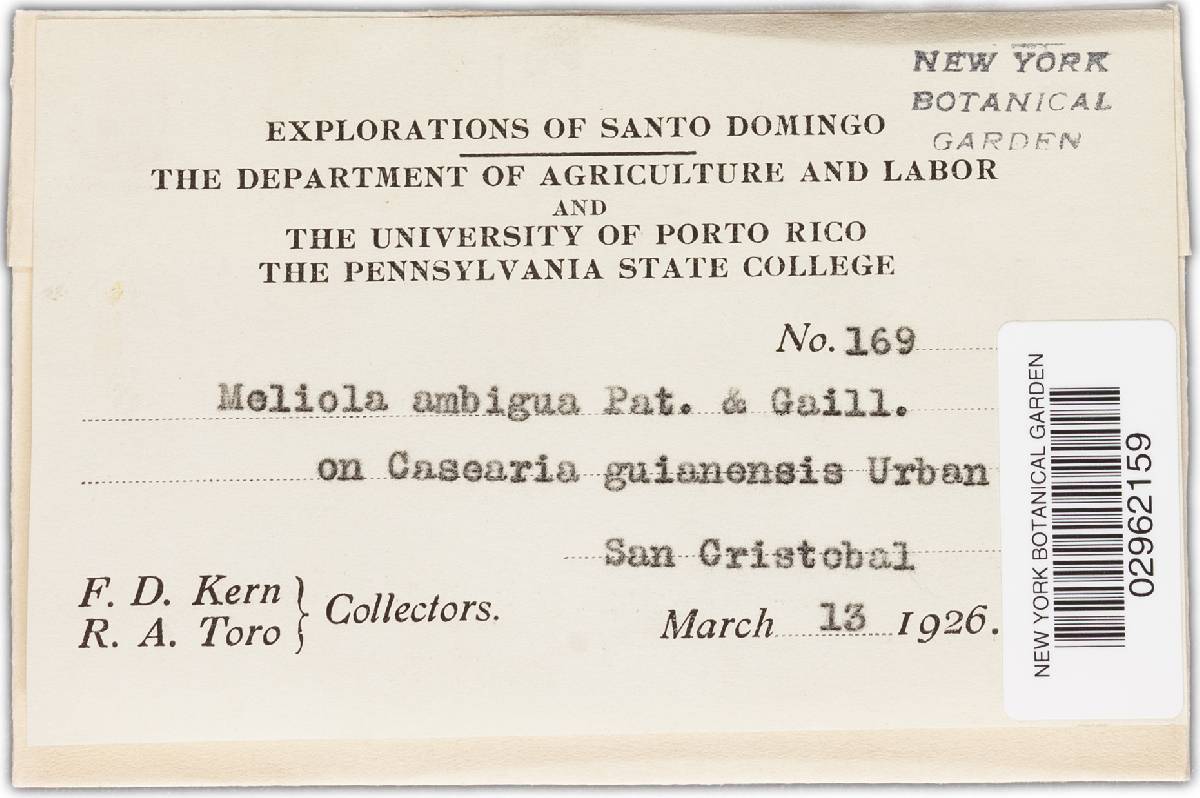 NEW YORK
BOTANICAL
GARDEN
EXPLORATIONS OF SANTO DOMINGO
THE DEPARTMENT OF AGRICULTURE AND LABOR
AND
THE UNIVERSITY OF PORTO RICO
THE PENNSYLVANIA STATE COLLEGE
No. 169
Meliola ambigua Pat. & Gaill.
on Casearia guianensis Urban
San Cristobal
F. D. Kern
R. A. Toro
} Collectors.
March 13 1926.
NEW YORK BOTANICAL GARDEN
02962159